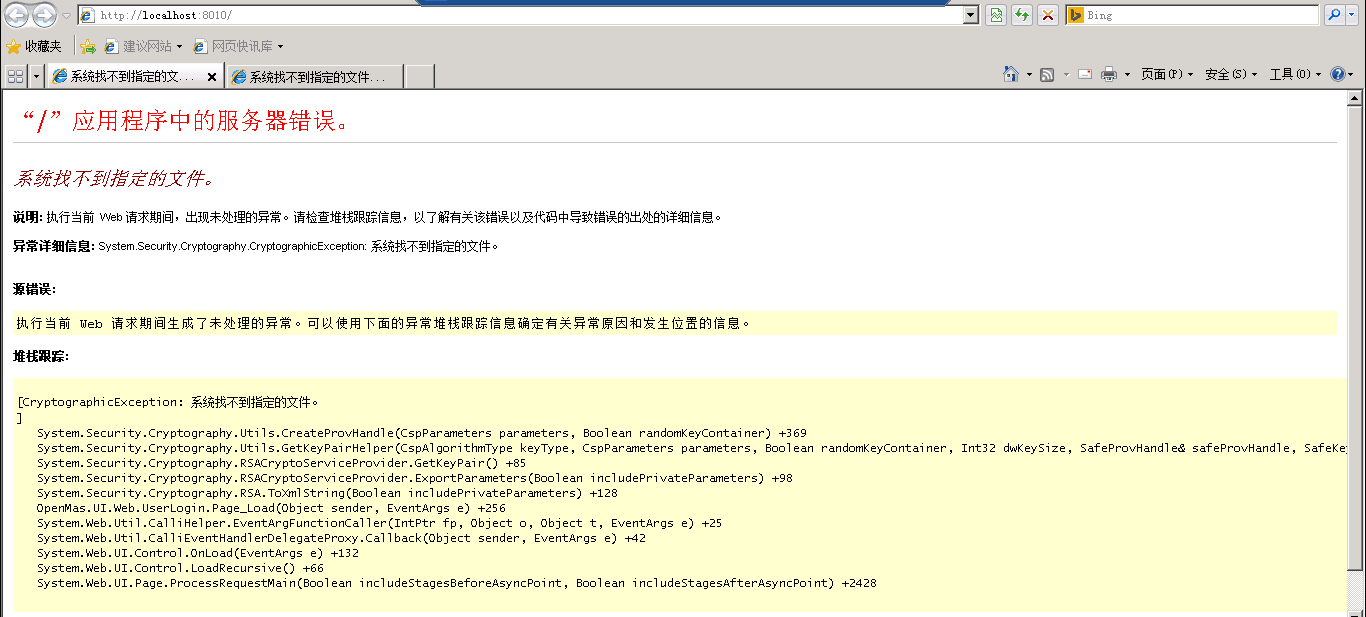 http://localhost:8010/
Bing
收藏夹 建议网站 网页快讯库
系统找不到指定的文... 系统找不到指定的文件... 页面(P) 安全(S) 工具(O)
“/”应用程序中的服务器错误。
系统找不到指定的文件。
说明: 执行当前 Web 请求期间，出现未处理的异常。请检查堆栈跟踪信息，以了解有关该错误以及代码中导致错误的出处的详细信息。
异常详细信息: System.Security.Cryptography.CryptographicException: 系统找不到指定的文件。
源错误:
执行当前 Web 请求期间生成了未处理的异常。可以使用下面的异常堆栈跟踪信息确定有关异常原因和发生位置的信息。
堆栈跟踪:
[CryptographicException: 系统找不到指定的文件。
]
System.Security.Cryptography.Utils.CreateProvHandle(CspParameters parameters, Boolean randomKeyContainer) +369
System.Security.Cryptography.Utils.GetKeyPairHelper(CspAlgorithmType keyType, CspParameters parameters, Boolean randomKeyContainer, Int32 dwKeySize, SafeProvHandle& safeProvHandle, SafeKe
System.Security.Cryptography.RSACryptoServiceProvider.GetKeyPair() +85
System.Security.Cryptography.RSACryptoServiceProvider.ExportParameters(Boolean includePrivateParameters) +98
System.Security.Cryptography.RSA.ToXmlString(Boolean includePrivateParameters) +128
OpenMas.UI.Web.UserLogin.Page_Load(Object sender, EventArgs e) +256
System.Web.Util.CalliHelper.EventArgFunctionCaller(IntPtr fp, Object o, Object t, EventArgs e) +25
System.Web.Util.CalliEventHandlerDelegateProxy.Callback(Object sender, EventArgs e) +42
System.Web.UI.Control.OnLoad(EventArgs e) +132
System.Web.UI.Control.LoadRecursive() +66
System.Web.UI.Page.ProcessRequestMain(Boolean includeStagesBeforeAsyncPoint, Boolean includeStagesAfterAsyncPoint) +2428